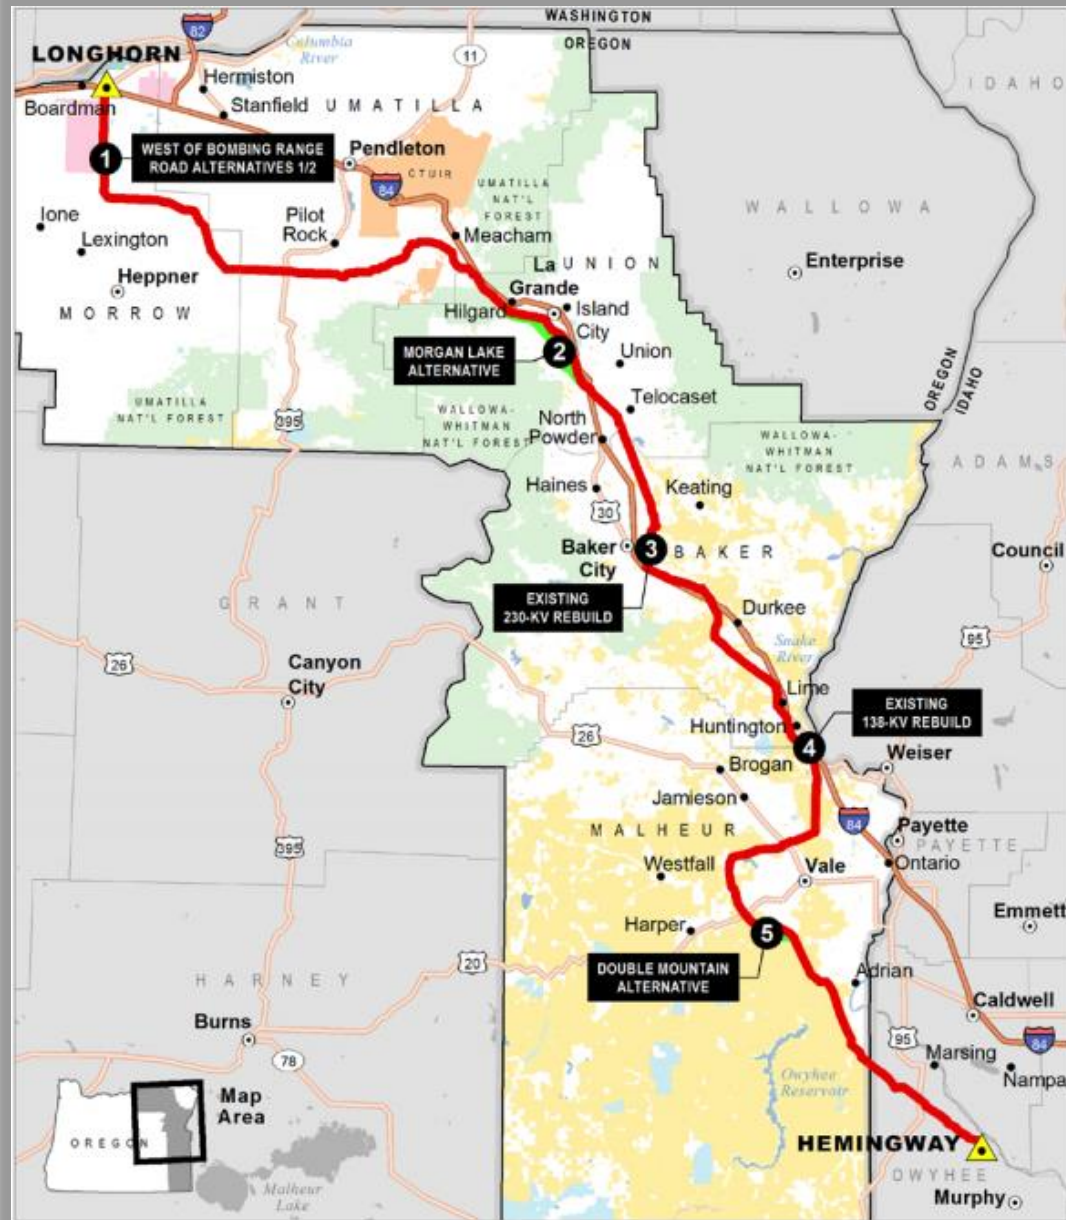 WASHINGTON
OREGON
82
LONGHORN
Columbia
River
11
IDAHO
Hermiston
Boardman
Stanfield
UMATILLA
1
WEST OF BOMBING RANGE
ROAD ALTERNATIVES 1/2
Pendleton
CTUIR
84
UMATILLA
NAT'L
FOREST
WALLOWA
Ione
Pilot
Rock
Meacham
Lexington
La
Grande
UNION
Enterprise
Heppner
Hilgard
Island
City
MORROW
MORGAN LAKE
ALTERNATIVE
2
Union
OREGON
IDAHO
UMATILLA
NAT'L FOREST
395
WALLOWA-
WHITMAN
NAT'L FOREST
Telocaset
North
Powder
WALLOWA-
WHITMAN
NAT'L FOREST
ADAMS
Haines
Keating
30
Baker
City
3
BAKER
Council
EXISTING
230-KV REBUILD
GRANT
Durkee
Snake
River
95
26
Canyon
City
Lime
EXISTING
138-KV REBUILD
Huntington
4
26
Weiser
Brogan
Jamieson
MALHEUR
84
Payette
PAYETTE
395
Westfall
Vale
Ontario
Harper
5
Emmett
20
DOUBLE MOUNTAIN
ALTERNATIVE
HARNEY
Adrian
Caldwell
Burns
95
84
78
Marsing
Nampa
Owyhee
Reservoir
Map
Area
OREGON
HEMINGWAY
OWYHEE
Malheur
Lake
Murphy